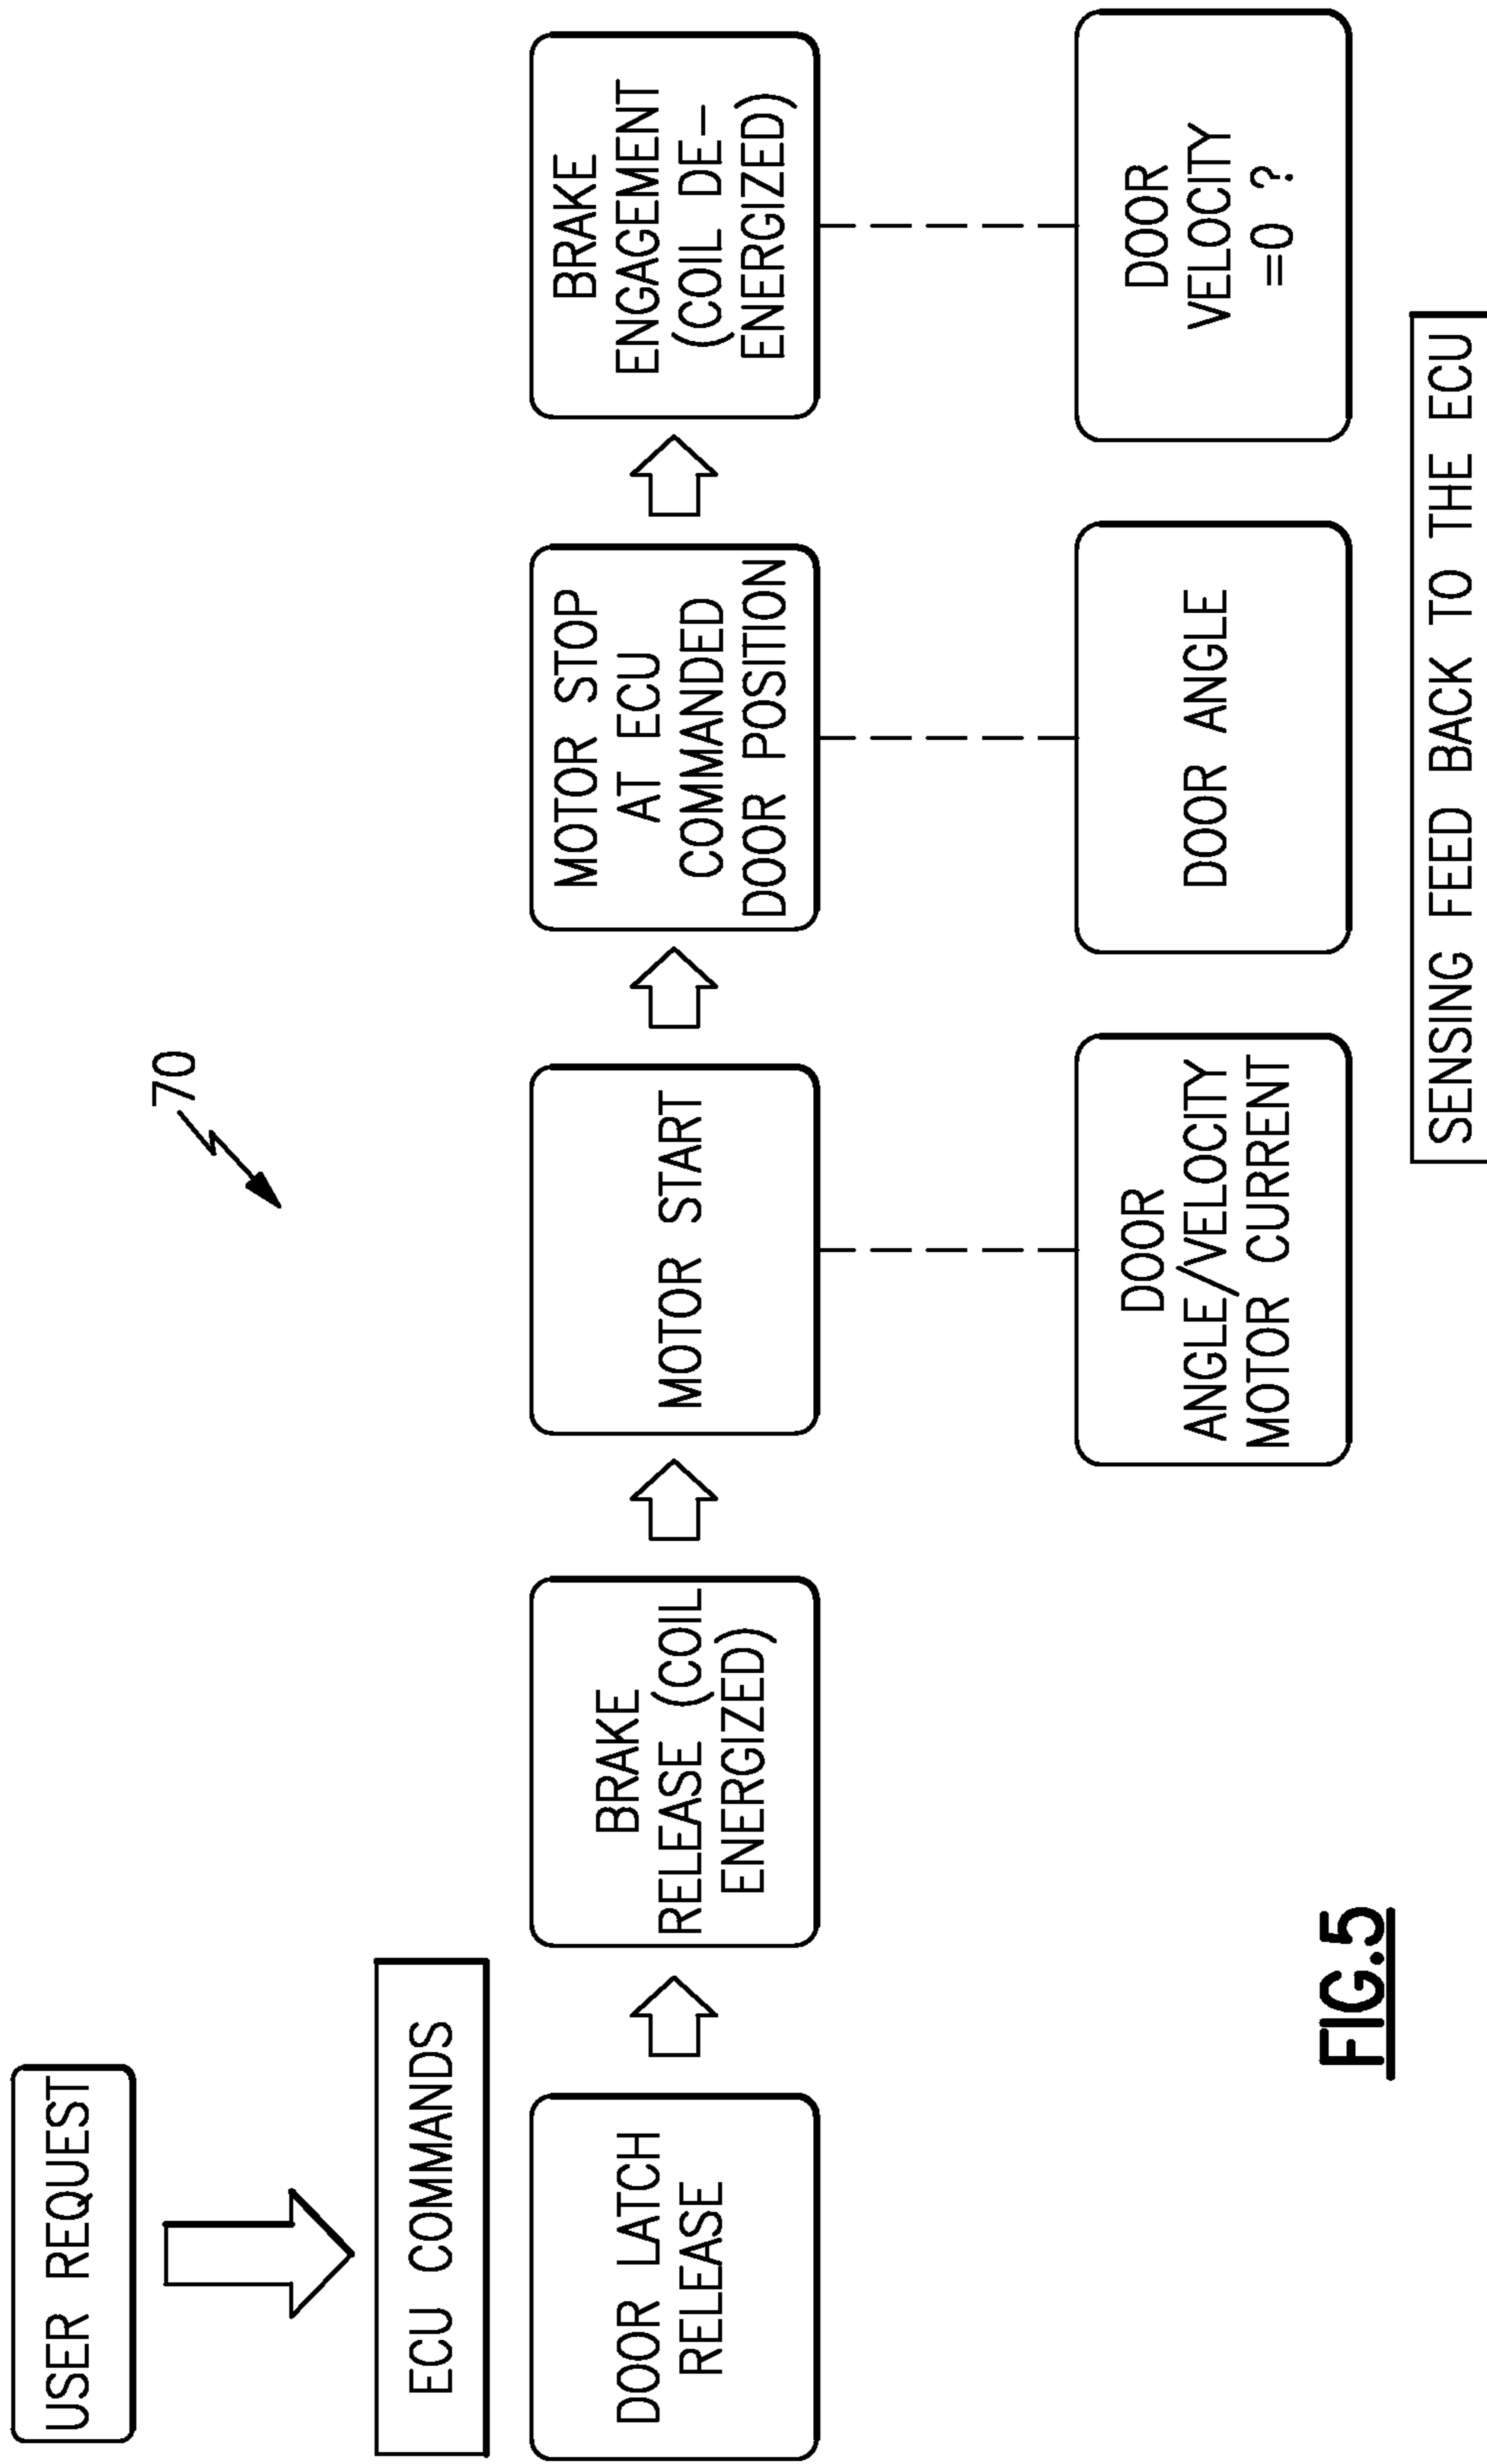 USER REQUEST
70
ECU COMMANDS
DOOR LATCH
RELEASE
BRAKE
RELEASE (COIL
ENERGIZED)
MOTOR START
MOTOR STOP
AT ECU
COMMANDED
DOOR POSITION
BRAKE
ENGAGEMENT
(COIL DE-
ENERGIZED)
DOOR
ANGLE/VELOCITY
MOTOR CURRENT
DOOR ANGLE
DOOR
VELOCITY
=0 ?
SENSING FEED BACK TO THE ECU
FIG.5